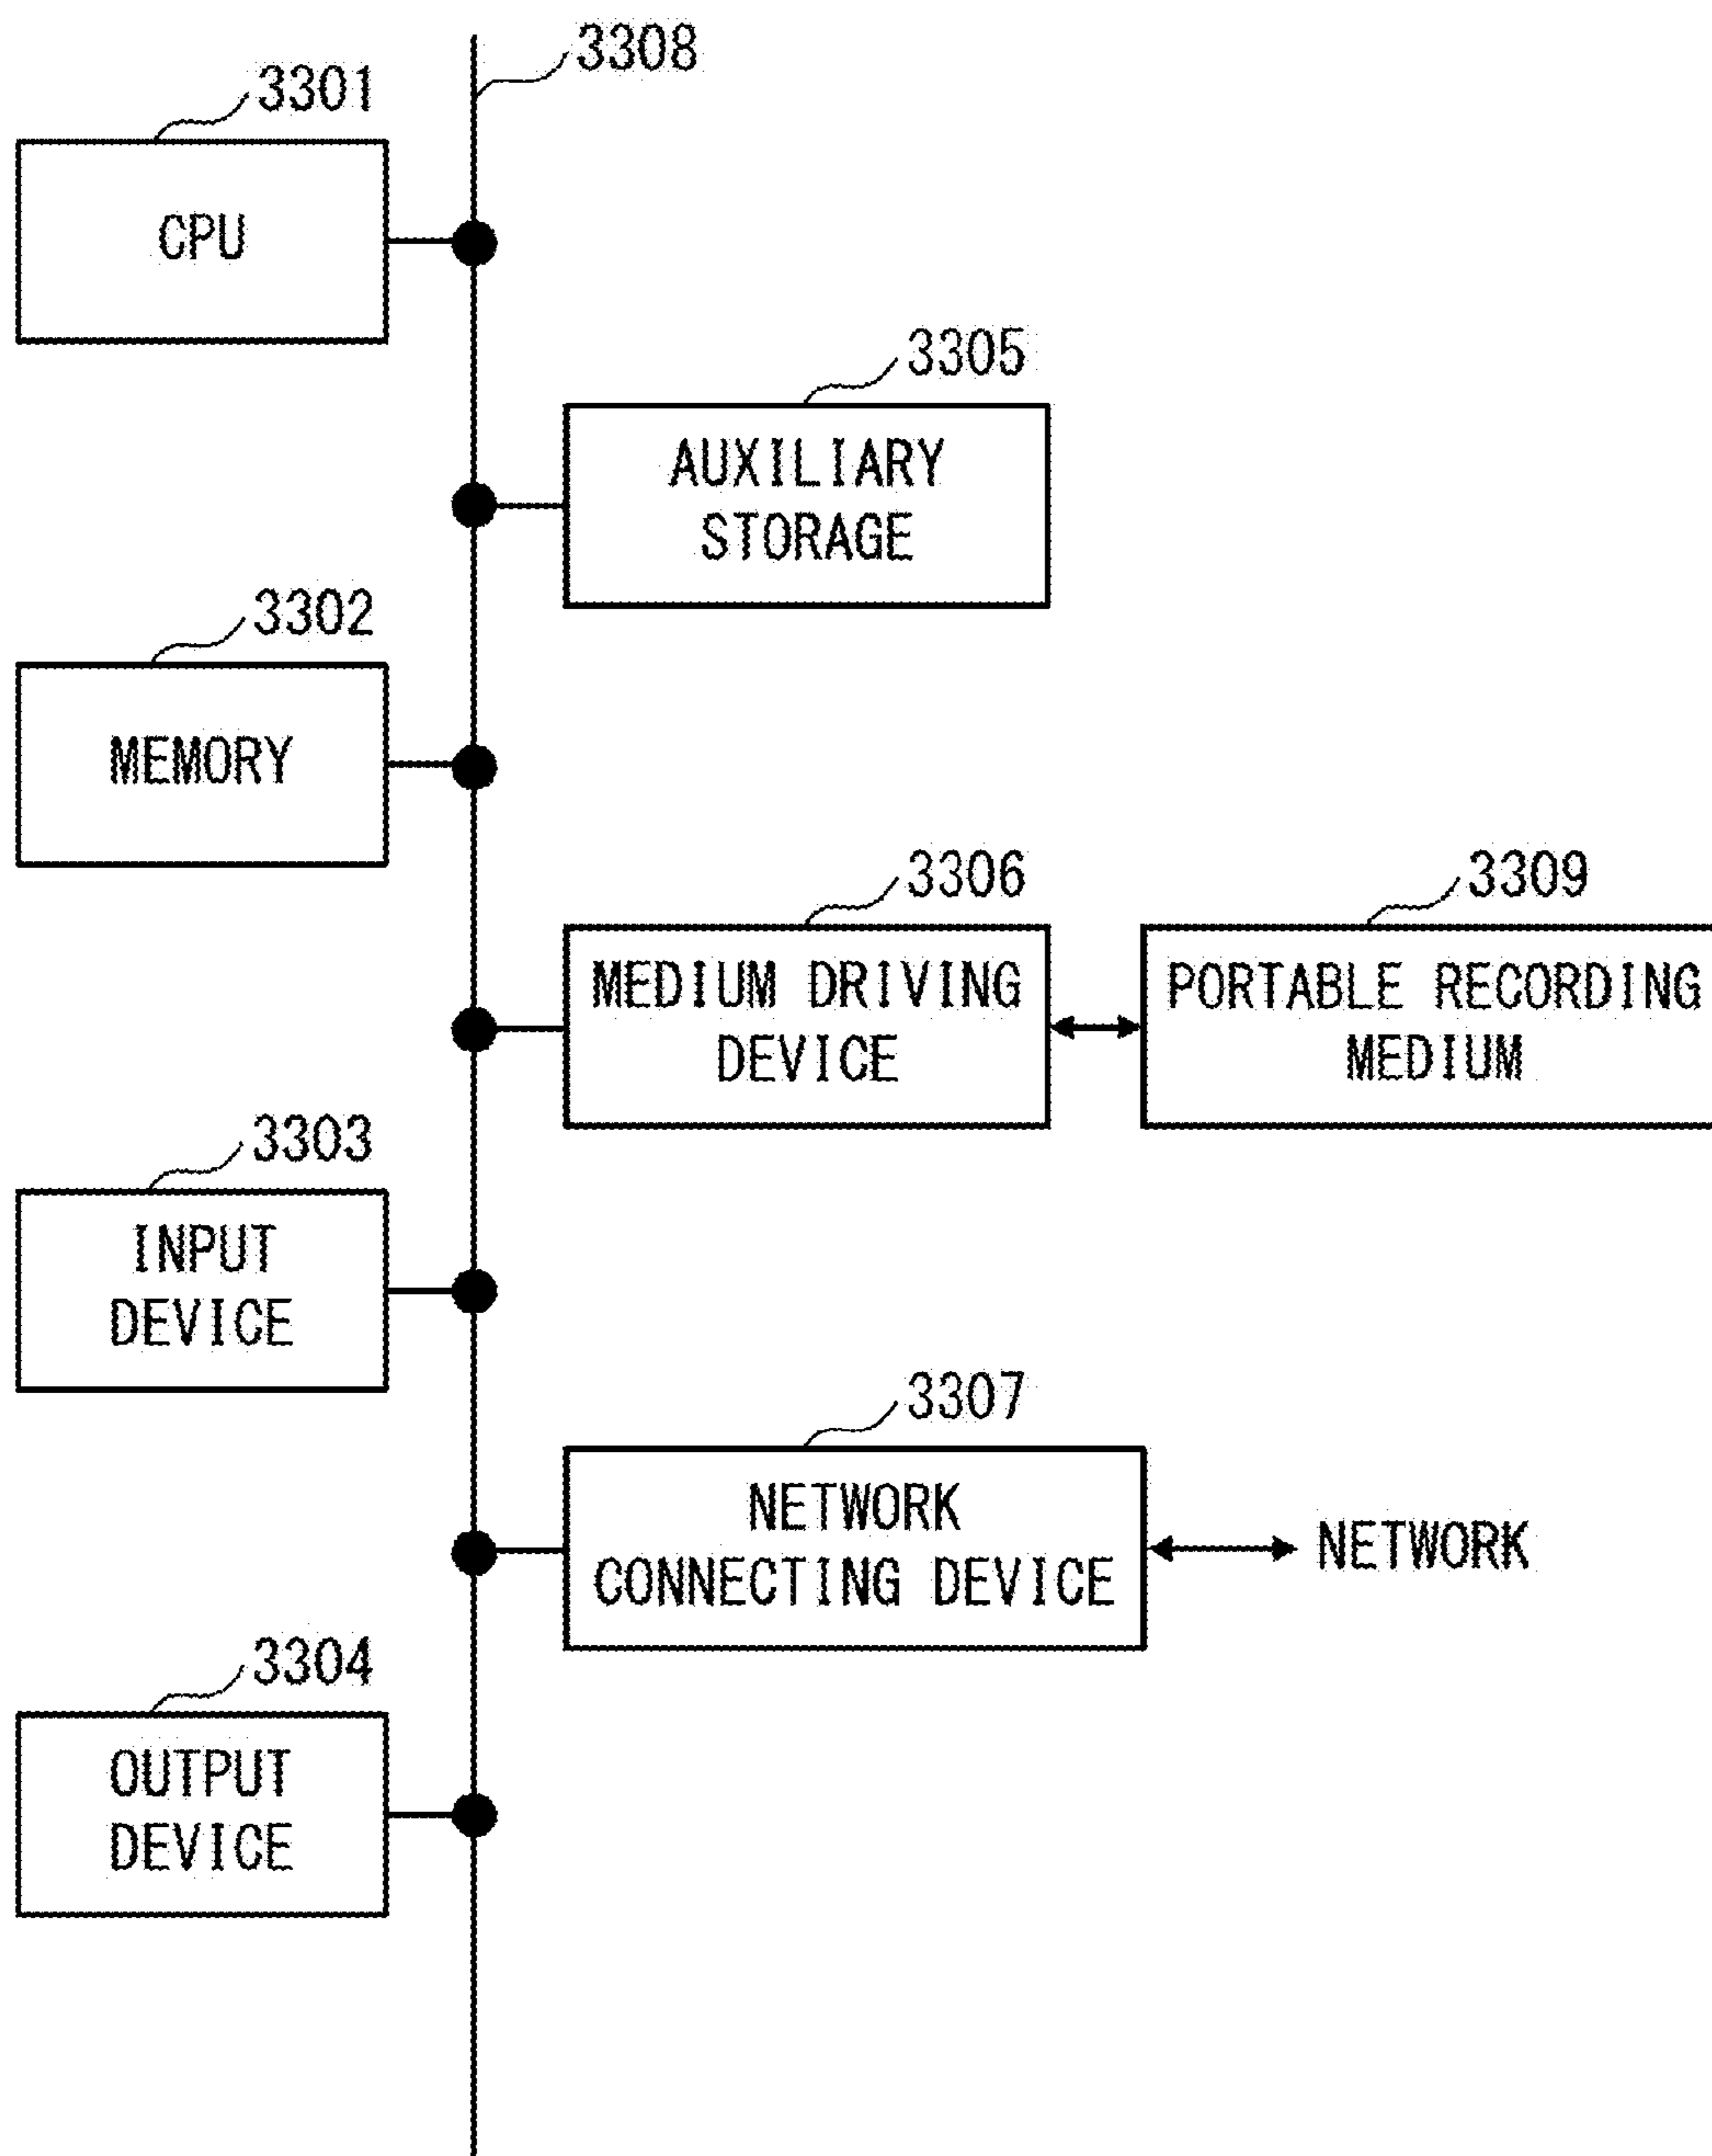 3308
3301
CPU
3305
AUXILIARY
STORAGE
3302
MEMORY
3306
MEDIUM DRIVING
DEVICE
3309
PORTABLE RECORDING
MEDIUM
3303
INPUT
DEVICE
3307
NETWORK
CONNECTING DEVICE
NETWORK
3304
OUTPUT
DEVICE